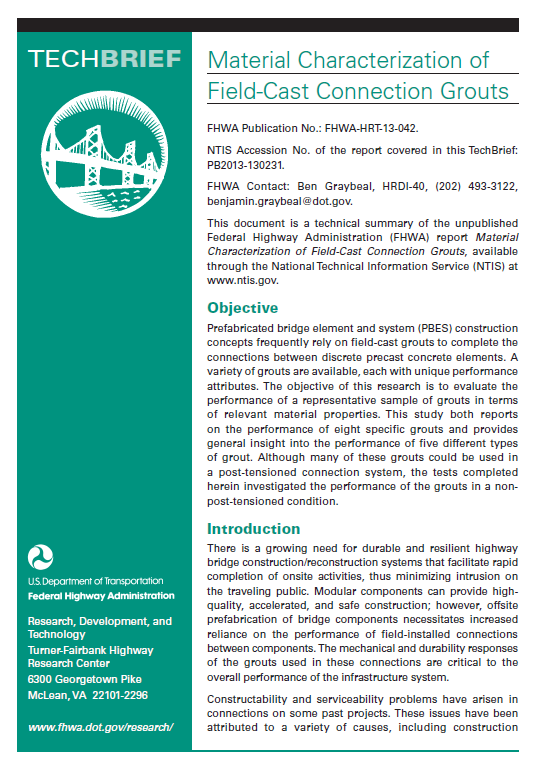 TECHBRIEF
Material Characterization of
Field-Cast Connection Grouts
FHWA Publication No.: FHWA-HRT-13-042.
NTIS Accession No. of the report covered in this TechBrief:
PB2013-130231.
FHWA Contact: Ben Graybeal, HRDI-40, (202) 493-3122,
benjamin.graybeal@dot.gov.
This document is a technical summary of the unpublished
Federal Highway Administration (FHWA) report Material
Characterization of Field-Cast Connection Grouts, available
through the National Technical Information Service (NTIS) at
www.ntis.gov.
Objective
Prefabricated bridge element and system (PBES) construction
concepts frequently rely on field-cast grouts to complete the
connections between discrete precast concrete elements. A
variety of grouts are available, each with unique performance
attributes. The objective of this research is to evaluate the
performance of a representative sample of grouts in terms
of relevant material properties. This study both reports
on the performance of eight specific grouts and provides
general insight into the performance of five different types
of grout. Although many of these grouts could be used in
a post-tensioned connection system, the tests completed
herein investigated the performance of the grouts in a non-
post-tensioned condition.
Introduction
There is a growing need for durable and resilient highway
bridge construction/reconstruction systems that facilitate rapid
completion of onsite activities, thus minimizing intrusion on
the traveling public. Modular components can provide high-
quality, accelerated, and safe construction; however, offsite
prefabrication of bridge components necessitates increased
reliance on the performance of field-installed connections
between components. The mechanical and durability responses
of the grouts used in these connections are critical to the
overall performance of the infrastructure system.
Constructability and serviceability problems have arisen in
connections on some past projects. These issues have been
attributed to a variety of causes, including construction
U.S. Department of Transportation
Federal Highway Administration
Research, Development, and
Technology
Turner-Fairbank Highway
Research Center
6300 Georgetown Pike
McLean, VA 22101-2296
www.fhwa.dot.gov/research/